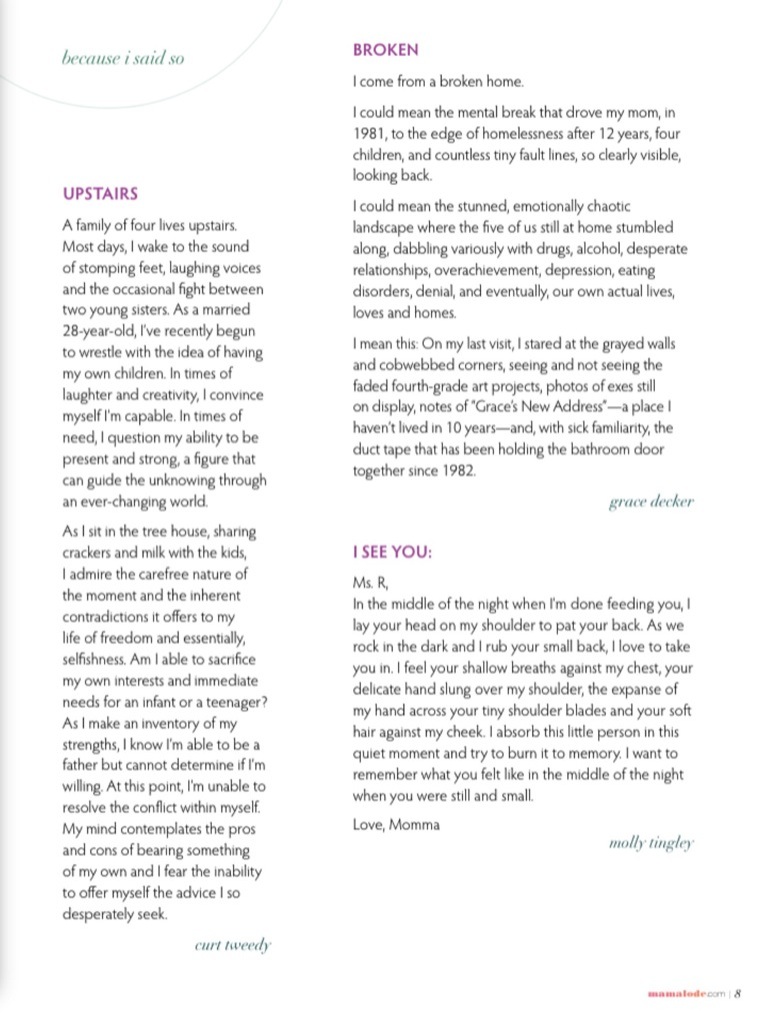 because i said so
UPSTAIRS
A family of four lives upstairs.
Most days, I wake to the sound
of stomping feet, laughing voices
and the occasional fight between
two young sisters. As a married
28-year-old, I've recently begun
to wrestle with the idea of having
my own children. In times of
laughter and creativity, I convince
myself I'm capable. In times of
need, I question my ability to be
present and strong, a figure that
can guide the unknowing through
an ever-changing world.
As I sit in the tree house, sharing
crackers and milk with the kids,
I admire the carefree nature of
the moment and the inherent
contradictions it offers to my
life of freedom and essentially,
selfishness. Am I able to sacrifice
my own interests and immediate
needs for an infant or a teenager?
As I make an inventory of my
strengths, I know I'm able to be a
father but cannot determine if I'm
willing. At this point, I'm unable to
resolve the conflict within myself.
My mind contemplates the pros
and cons of bearing something
of my own and I fear the inability
to offer myself the advice I so
desperately seek.
curt tweedy
BROKEN
I come from a broken home.
I could mean the mental break that drove my mom, in
1981, to the edge of homelessness after 12 years, four
children, and countless tiny fault lines, so clearly visible,
looking back.
I could mean the stunned, emotionally chaotic
landscape where the five of us still at home stumbled
along, dabbling variously with drugs, alcohol, desperate
relationships, overachievement, depression, eating
disorders, denial, and eventually, our own actual lives,
loves and homes.
I mean this: On my last visit, I stared at the grayed walls
and cobwebbed corners, seeing and not seeing the
faded fourth-grade art projects, photos of exes still
on display, notes of "Grace's New Address"—a place I
haven't lived in 10 years—and, with sick familiarity, the
duct tape that has been holding the bathroom door
together since 1982.
grace decker
I SEE YOU:
Ms. R,
In the middle of the night when I'm done feeding you, I
lay your head on my shoulder to pat your back. As we
rock in the dark and I rub your small back, I love to take
you in. I feel your shallow breaths against my chest, your
delicate hand slung over my shoulder, the expanse of
my hand across your tiny shoulder blades and your soft
hair against my cheek. I absorb this little person in this
quiet moment and try to burn it to memory. I want to
remember what you felt like in the middle of the night
when you were still and small.
Love, Momma
molly tingley
mamalode.com | 8